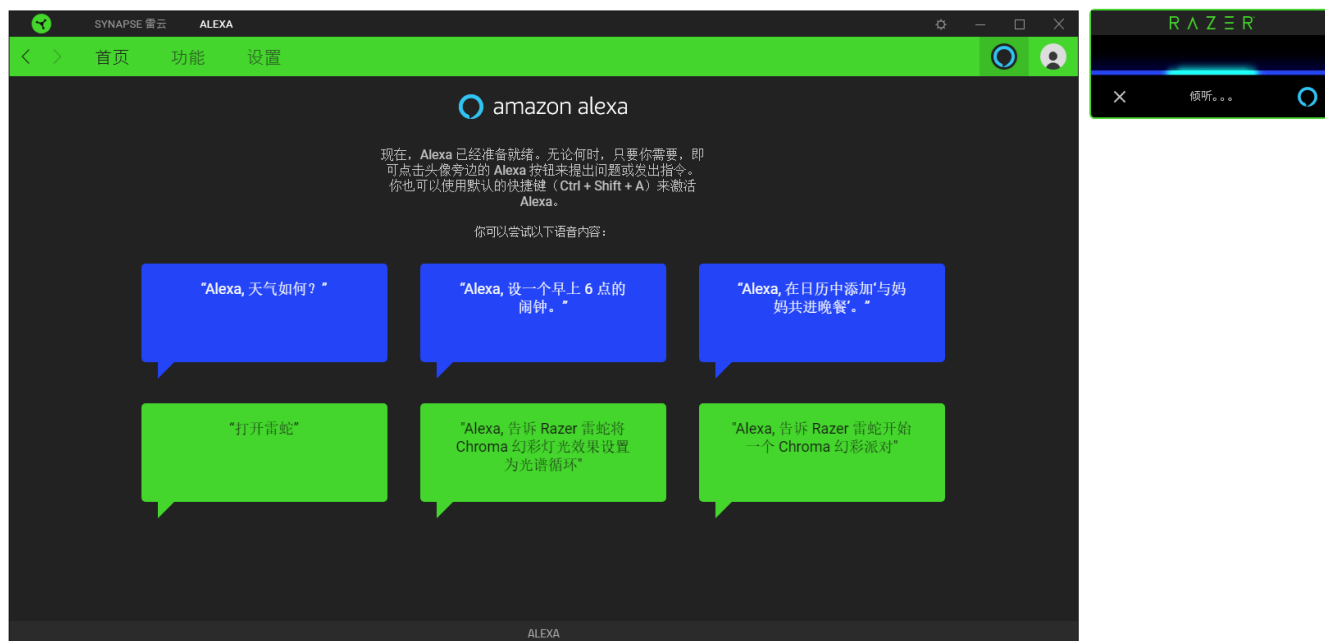 SYNAPSE 雷云 ALEXA
RAZER
首页 功能 设置
倾听。。。
amazon alexa
现在，Alexa 已经准备就绪。无论何时，只要你需要，即
可点击头像旁边的 Alexa 按钮来提出问题或发出指令。
你也可以使用默认的快捷键（Ctrl + Shift + A）来激活
Alexa。
你可以尝试以下语音内容：
“Alexa, 天气如何？”
“Alexa, 设一个早上 6 点的
闹钟。”
“Alexa, 在日历中添加‘与妈
妈共进晚餐’。”
“打开雷蛇”
"Alexa, 告诉 Razer 雷蛇将
Chroma 幻彩灯光效果设置
为光谱循环"
"Alexa, 告诉 Razer 雷蛇开始
一个 Chroma 幻彩派对"
ALEXA